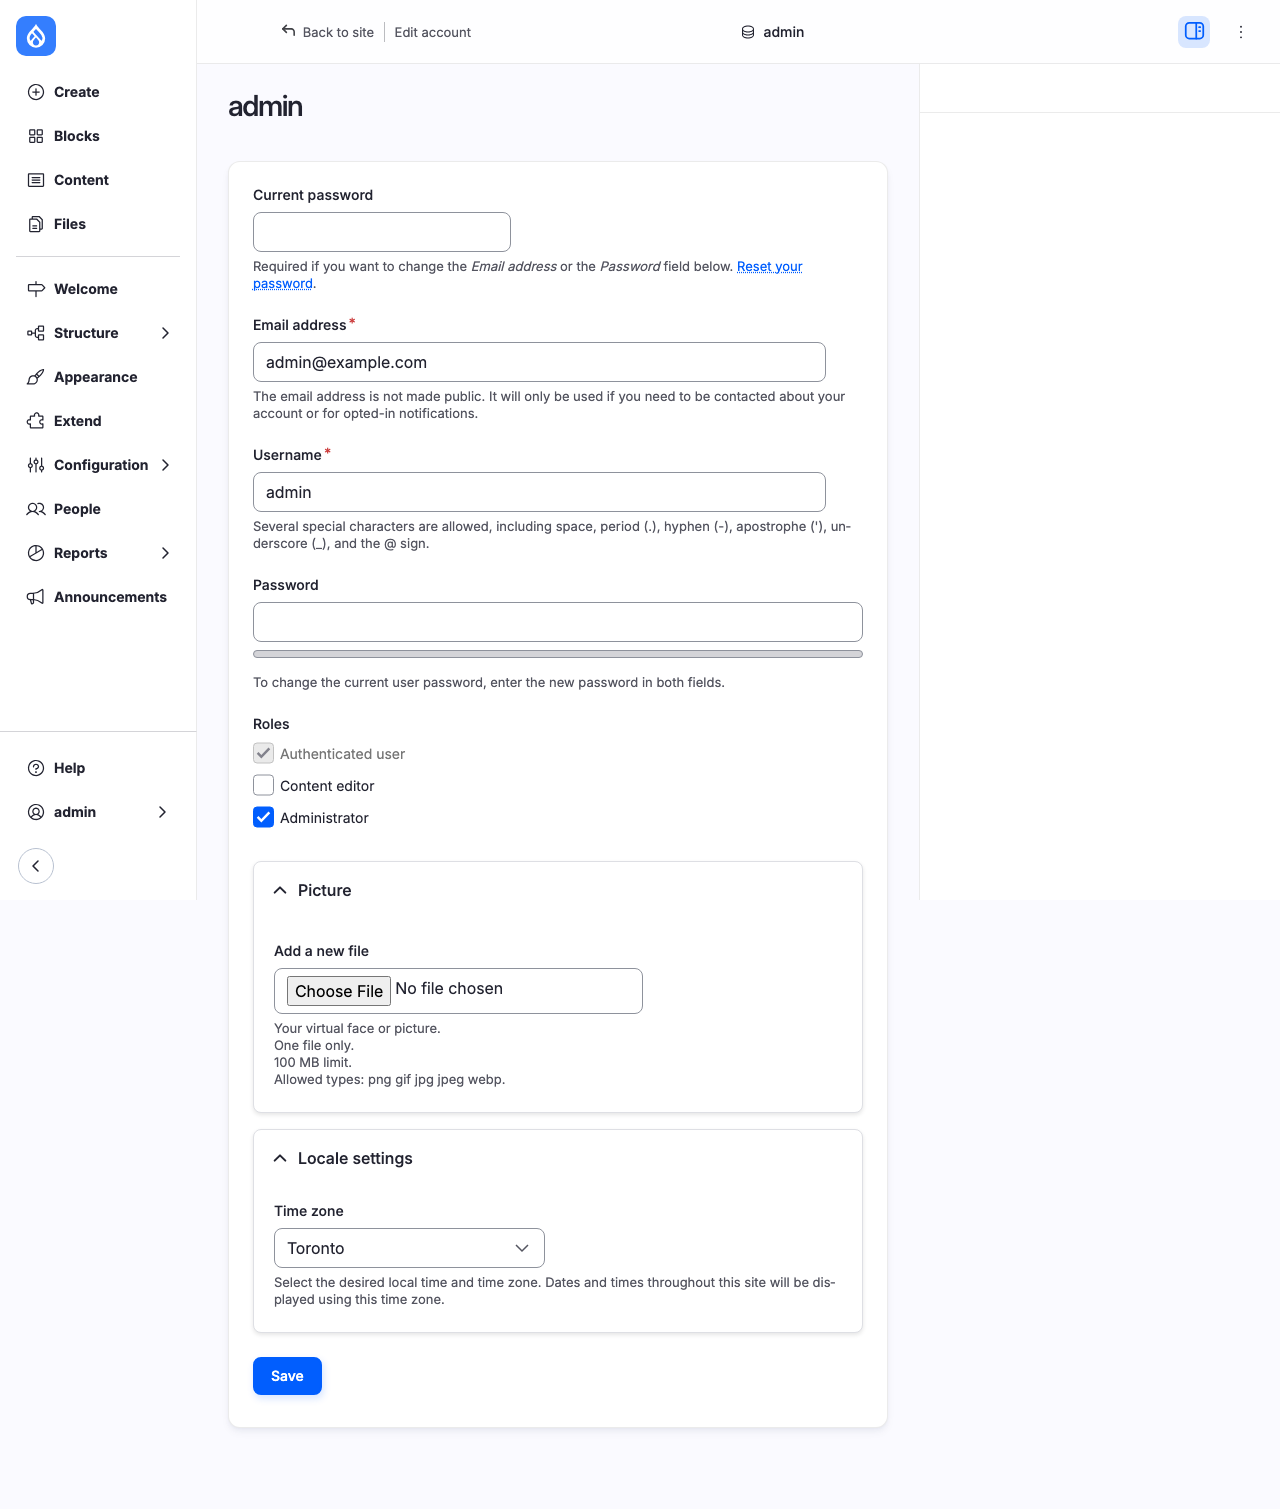 Back to site
Edit account
admin
Create
Blocks
Content
Files
Welcome
Structure
Appearance
Extend
Configuration
People
Reports
Announcements
Help
admin
admin
Current password
Required if you want to change the Email address or the Password field below. Reset your
password.
Email address*
admin@example.com
The email address is not made public. It will only be used if you need to be contacted about your
account or for opted-in notifications.
Username*
admin
Several special characters are allowed, including space, period (.), hyphen (-), apostrophe ('), un-
derscore (_), and the @ sign.
Password
To change the current user password, enter the new password in both fields.
Roles
Authenticated user
Content editor
Administrator
Picture
Add a new file
Choose File No file chosen
Your virtual face or picture.
One file only.
100 MB limit.
Allowed types: png gif jpg jpeg webp.
Locale settings
Time zone
Toronto
Select the desired local time and time zone. Dates and times throughout this site will be dis-
played using this time zone.
Save